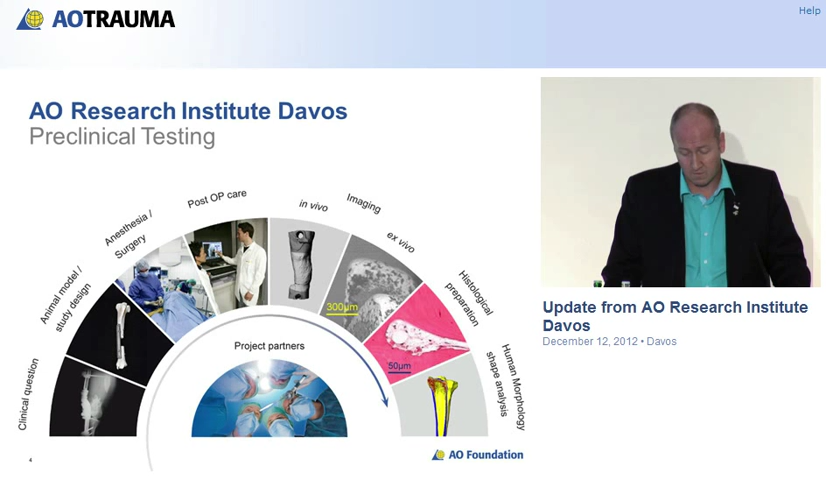 AOTRAUMA
Help
AO Research Institute Davos
Preclinical Testing
Clinical question
Animal model /
study design
Anesthesia /
Surgery
Post OP care
in vivo
Imaging
ex vivo
Histological
preparation
Human Morphology
shape analysis
300µm
50µm
Project partners
4
AO Foundation
Update from AO Research Institute
Davos
December 12, 2012 • Davos